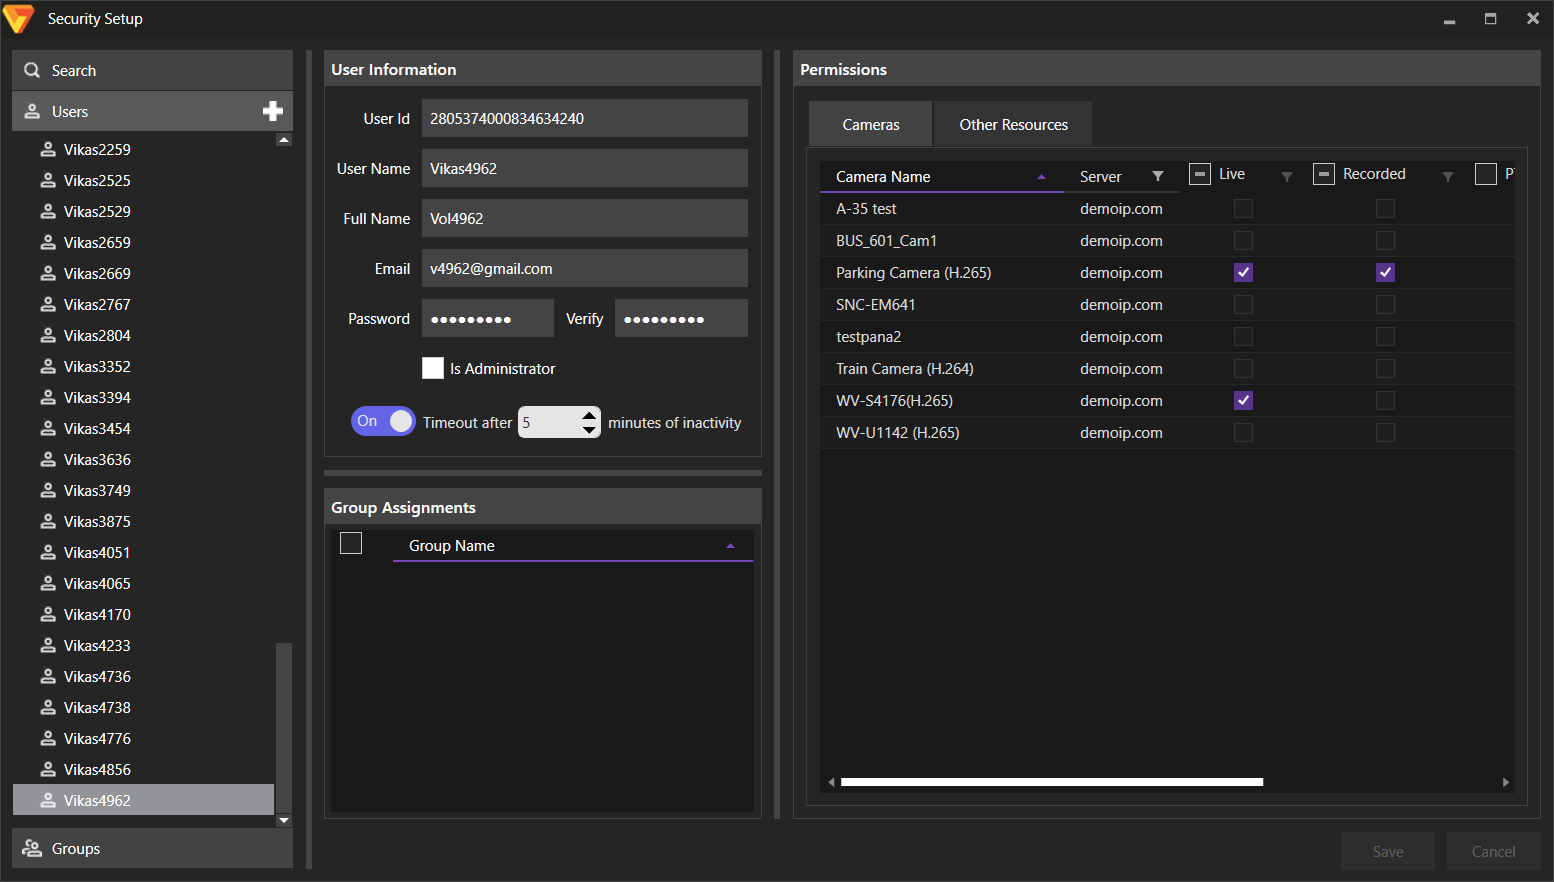 Security Setup
Search
Users
Vikas2259
Vikas2525
Vikas2529
Vikas2659
Vikas2669
Vikas2767
Vikas2804
Vikas3352
Vikas3394
Vikas3454
Vikas3636
Vikas3749
Vikas3875
Vikas4051
Vikas4065
Vikas4170
Vikas4233
Vikas4736
Vikas4738
Vikas4776
Vikas4856
Vikas4962
Groups
User Information
User Id 2805374000834634240
User Name Vikas4962
Full Name Vol4962
Email v4962@gmail.com
Password ●●●●●●●●● Verify ●●●●●●●●●
Is Administrator
On Timeout after 5 minutes of inactivity
Group Assignments
Group Name
Permissions
Cameras Other Resources
Camera Name Server Live Recorded
A-35 test demoip.com
BUS_601_Cam1 demoip.com
Parking Camera (H.265) demoip.com
SNC-EM641 demoip.com
testpana2 demoip.com
Train Camera (H.264) demoip.com
WV-S4176(H.265) demoip.com
WV-U1142 (H.265) demoip.com
Save Cancel